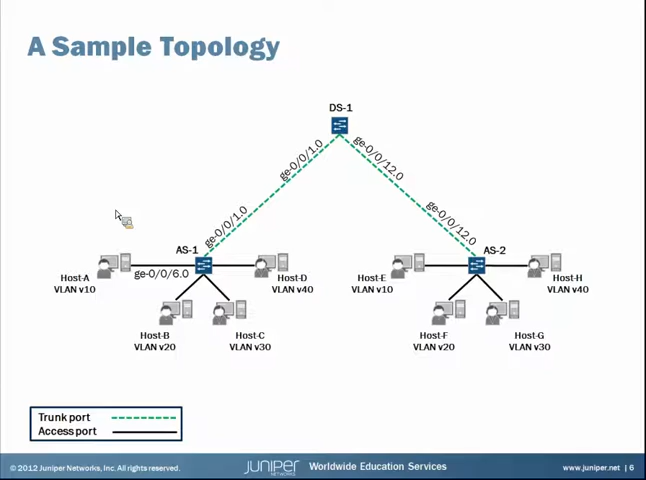 A Sample Topology
DS-1
ge-0/0/1.0
ge-0/0/12.0
ge-0/0/1.0
ge-0/0/12.0
AS-1
AS-2
Host-A
VLAN v10
ge-0/0/6.0
Host-D
VLAN v40
Host-E
VLAN v10
Host-H
VLAN v40
Host-B
VLAN v20
Host-C
VLAN v30
Host-F
VLAN v20
Host-G
VLAN v30
Trunk port
Access port
© 2012 Juniper Networks, Inc. All rights reserved.
JUNIPER
NETWORKS
Worldwide Education Services
www.juniper.net | 6